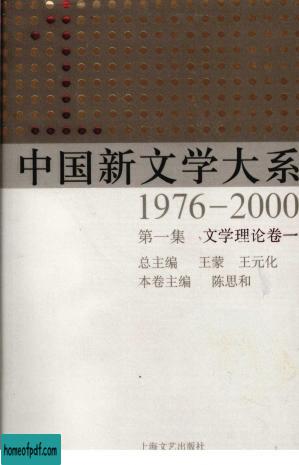 中国新文学大系
1976-2000
第一集 文学理论卷一
总主编 王蒙 王元化
本卷主编 陈思和
上海文艺出版社
homeofpdf.com